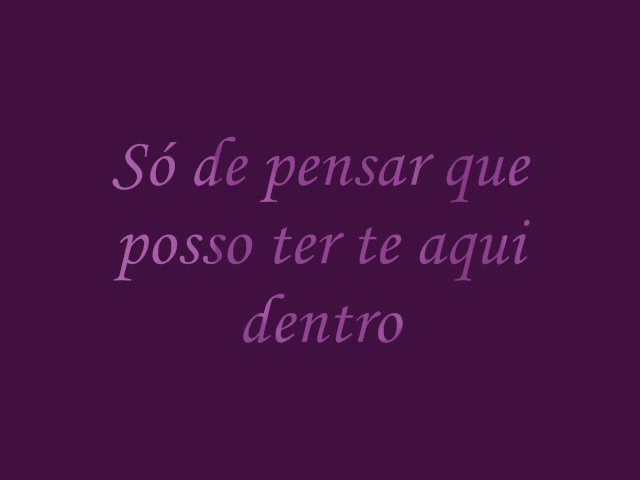 Só de pensar que
posso ter te aqui
dentro